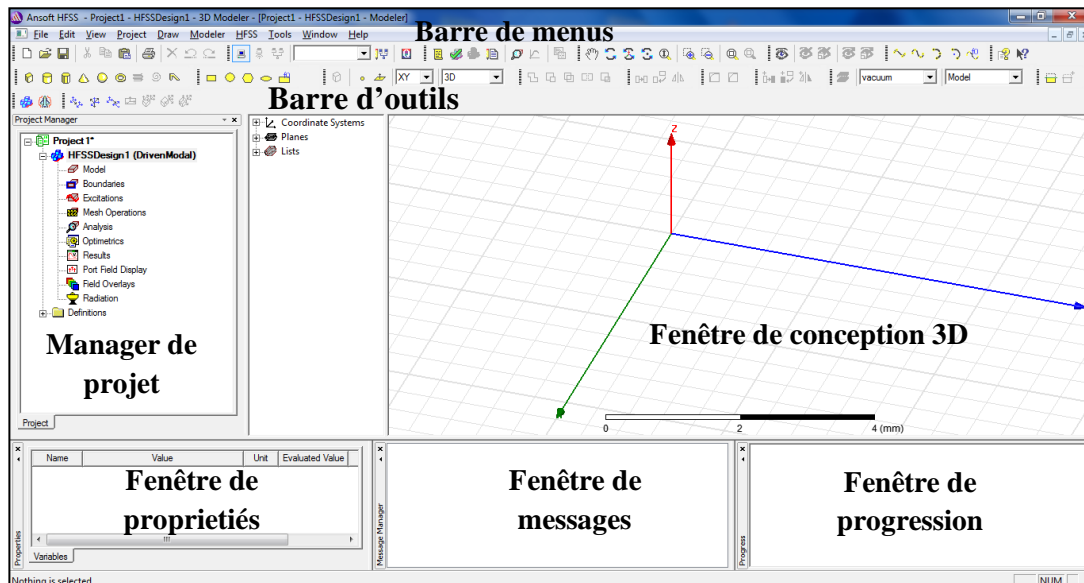 Ansoft HFSS - Project1 - HFSSDesign1 - 3D Modeler - [Project1 - HFSSDesign1 - Modeler]
File Edit View Project Draw Modeler HFSS Tools Window Help
Barre de menus
XY 3D vacuum Model
Barre d'outils
Project Manager
Project1*
HFSSDesign1 (DrivenModal)
Model
Boundaries
Excitations
Mesh Operations
Analysis
Optimetrics
Results
Port Field Display
Field Overlays
Radiation
Definitions
Manager de
projet
Project
Coordinate Systems
Planes
Lists
Z
Fenêtre de conception 3D
0 2 4 (mm)
Name Value Unit Evaluated Value
Fenêtre de
proprietiés
Variables
Properties
Fenêtre de
messages
Message Manager
Fenêtre de
progression
Progress
Nothing is selected
NUM